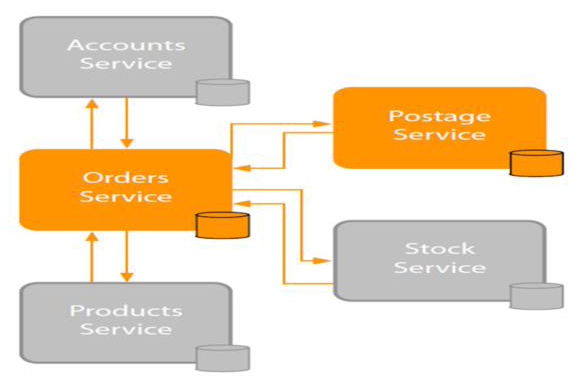 Accounts
Service
Postage
Service
Orders
Service
Stock
Service
Products
Service